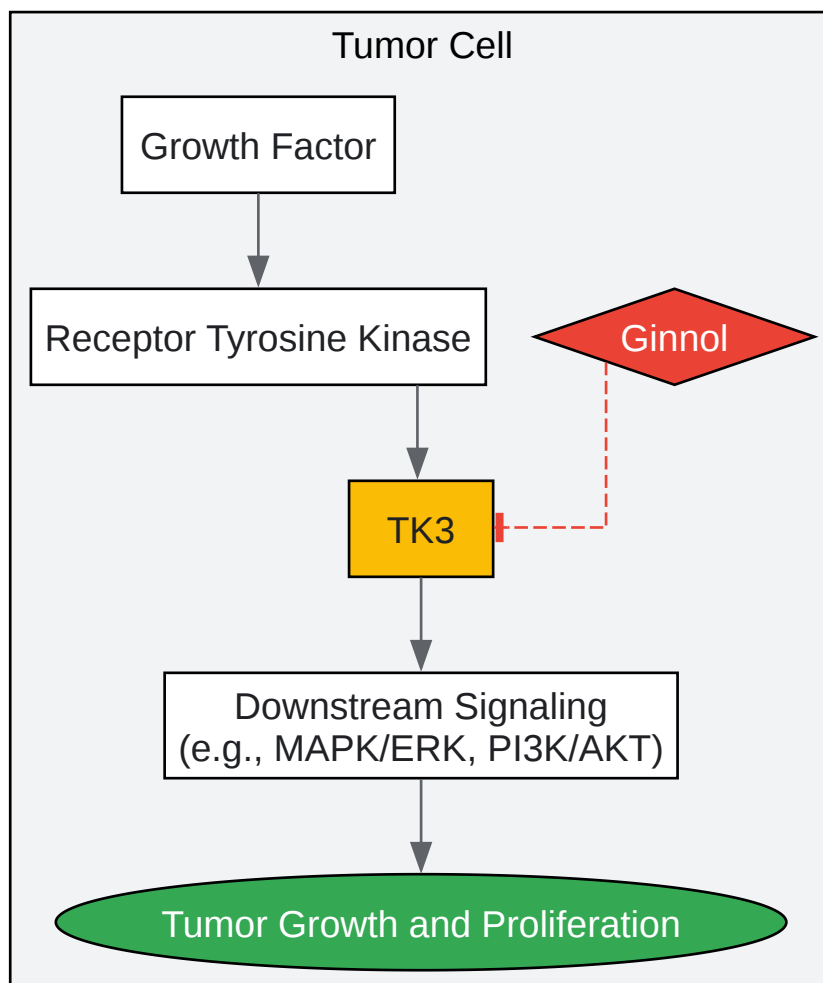 Tumor Cell
Growth Factor
Receptor Tyrosine Kinase
Ginnol
TK3
Downstream Signaling
(e.g., MAPK/ERK, PI3K/AKT)
Tumor Growth and Proliferation